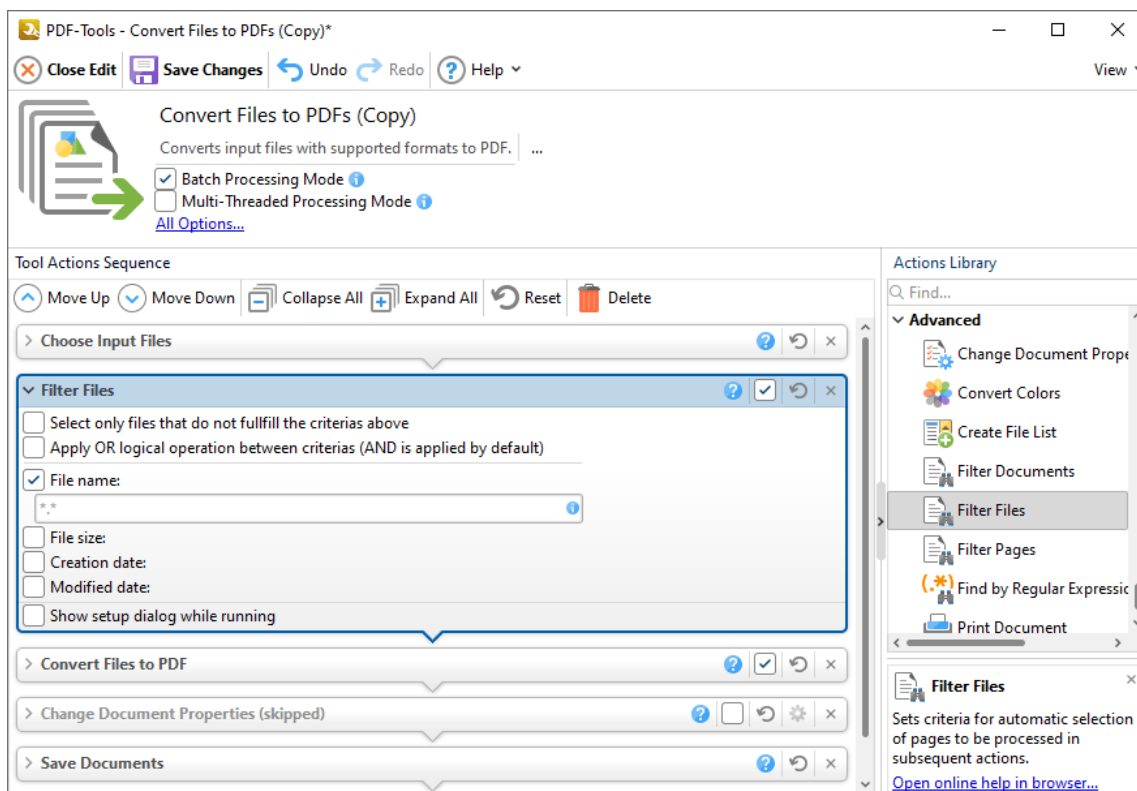 PDF-Tools - Convert Files to PDFs (Copy)*
Close Edit Save Changes Undo Redo ? Help View
Convert Files to PDFs (Copy)
Converts input files with supported formats to PDF. ...
Batch Processing Mode
Multi-Threaded Processing Mode
All Options...
Tool Actions Sequence
Move Up Move Down Collapse All Expand All Reset Delete
Choose Input Files ?
Filter Files ?
Select only files that do not fullfill the criterias above
Apply OR logical operation between criterias (AND is applied by default)
File name:
*.*
File size:
Creation date:
Modified date:
Show setup dialog while running
Convert Files to PDF ?
Change Document Properties (skipped) ?
Save Documents ?
Actions Library
Find...
Advanced
Change Document Prope
Convert Colors
Create File List
Filter Documents
Filter Files
Filter Pages
(.*) Find by Regular Expressic
Print Document
Filter Files
Sets criteria for automatic selection
of pages to be processed in
subsequent actions.
Open online help in browser...